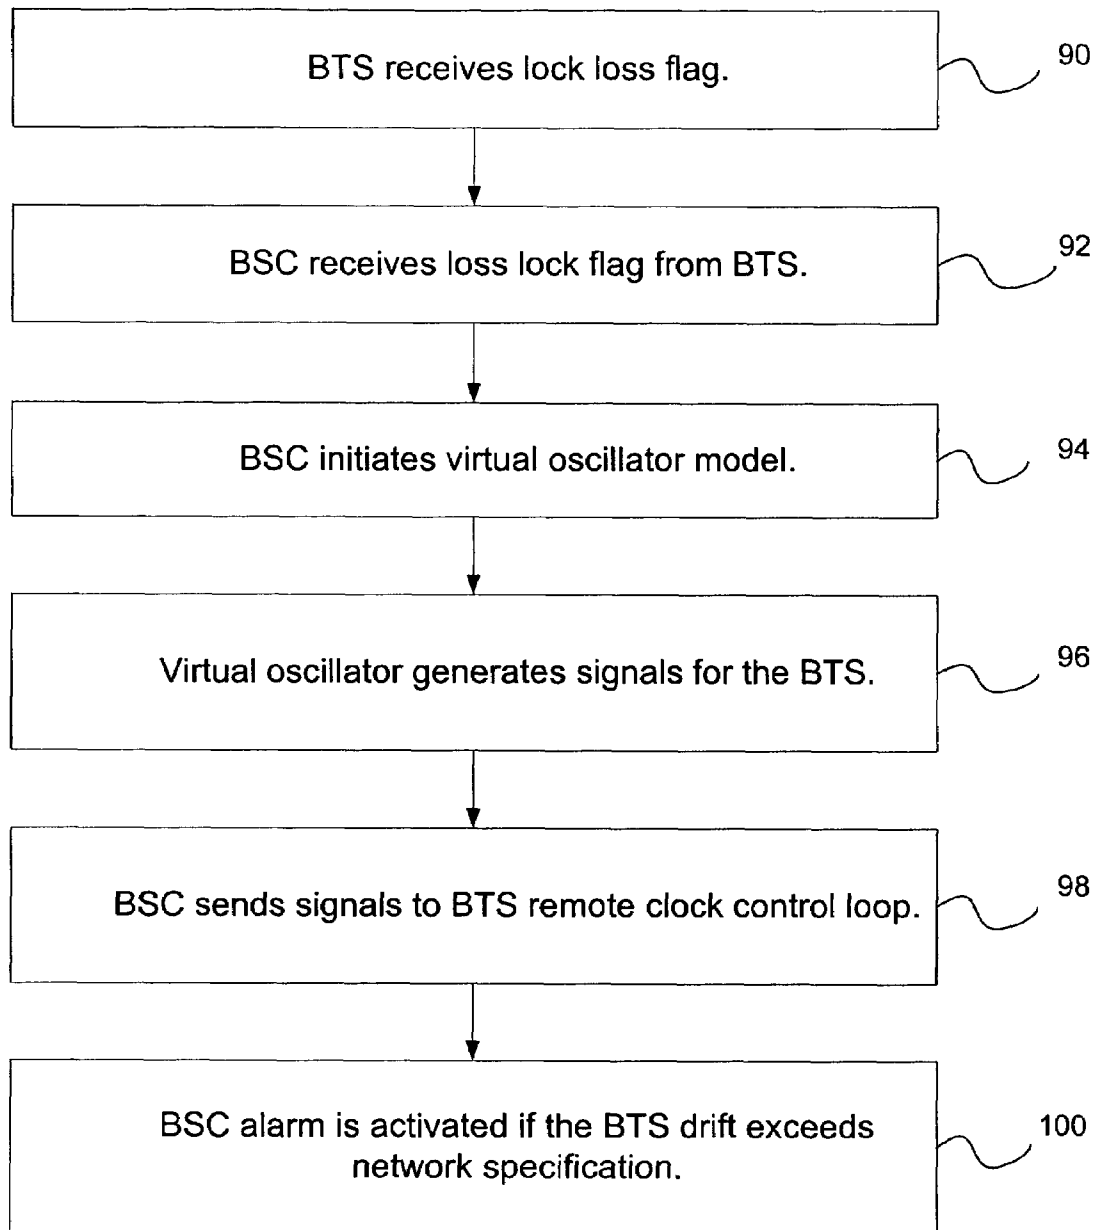 BTS receives lock loss flag.
90
BSC receives loss lock flag from BTS.
92
BSC initiates virtual oscillator model.
94
Virtual oscillator generates signals for the BTS.
96
BSC sends signals to BTS remote clock control loop.
98
BSC alarm is activated if the BTS drift exceeds
network specification.
100